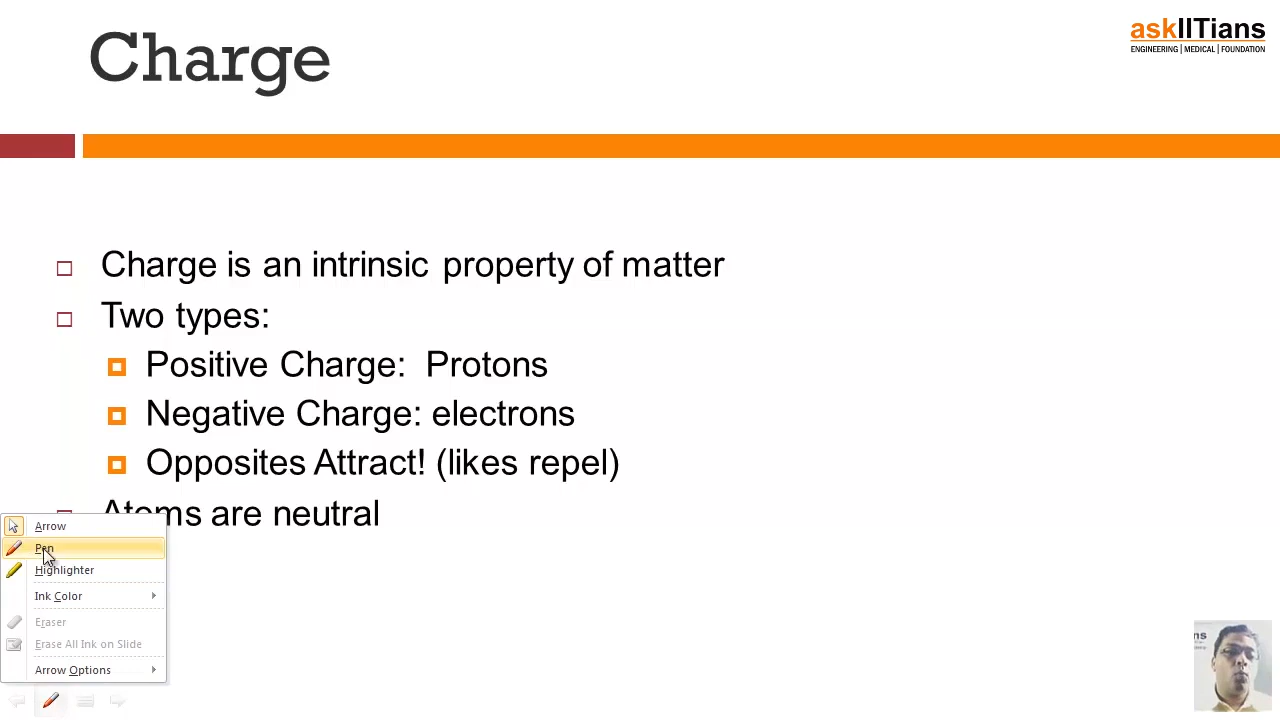 Charge
askIITians
ENGINEERING | MEDICAL | FOUNDATION
Charge is an intrinsic property of matter
Two types:
Positive Charge: Protons
Negative Charge: electrons
Opposites Attract! (likes repel)
Atoms are neutral
Arrow
Pen
Highlighter
Ink Color
Eraser
Erase All Ink on Slide
Arrow Options